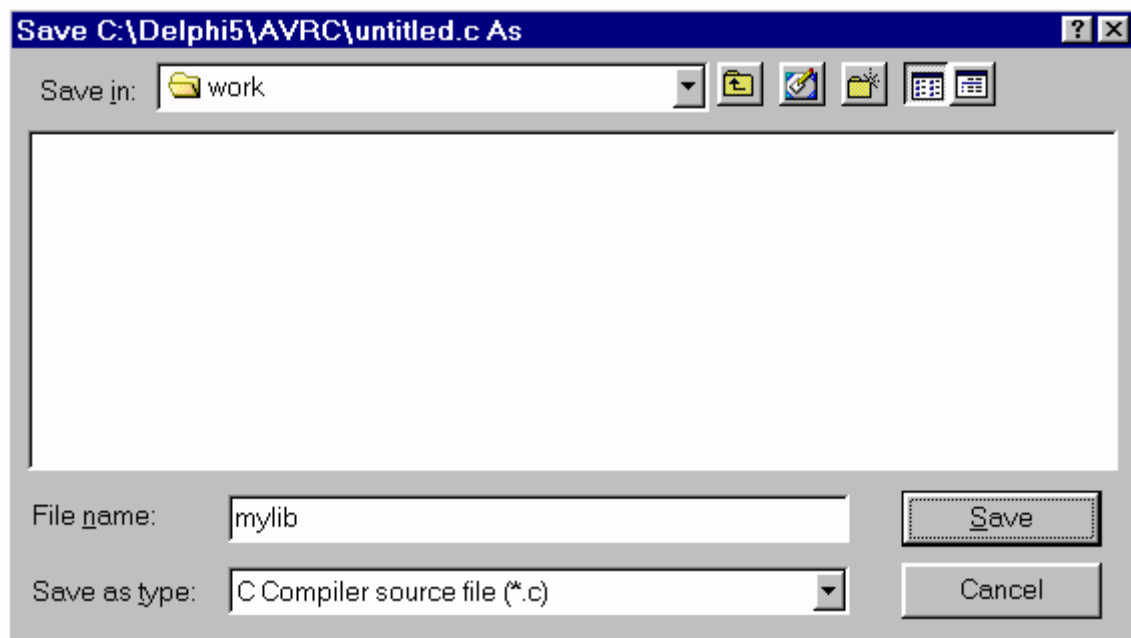 Save C:\Delphi5\AVRC\untitled.c As
Save in: work
File name: mylib
Save
Save as type: C Compiler source file (*.c)
Cancel